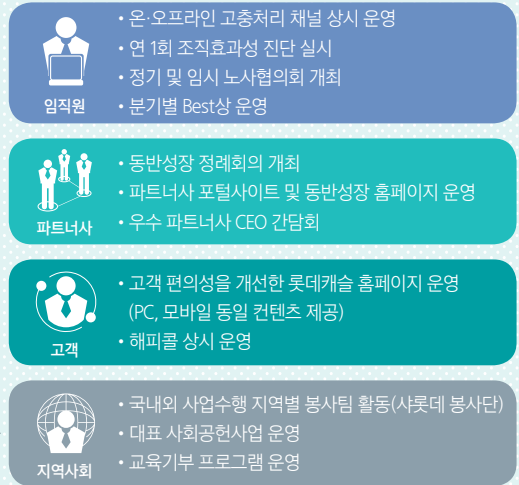 • 온·오프라인 고충처리 채널 상시 운영
• 연 1회 조직효과성 진단 실시
• 정기 및 임시 노사협의회 개최
• 분기별 Best상 운영
임직원
• 동반성장 정례회의 개최
• 파트너사 포털사이트 및 동반성장 홈페이지 운영
• 우수 파트너사 CEO 간담회
파트너사
• 고객 편의성을 개선한 롯데캐슬 홈페이지 운영
(PC, 모바일 동일 컨텐츠 제공)
• 해피콜 상시 운영
고객
• 국내외 사업수행 지역별 봉사팀 활동(샤롯데 봉사단)
• 대표 사회공헌사업 운영
• 교육기부 프로그램 운영
지역사회